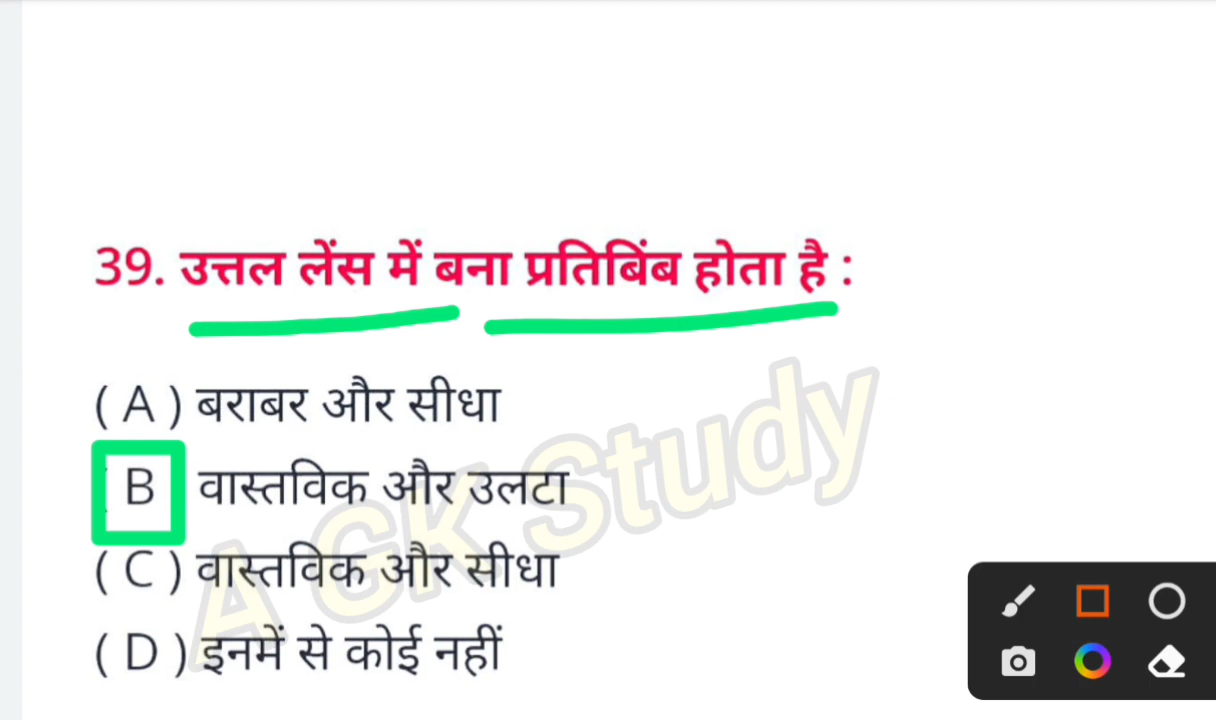 39. उत्तल लेंस में बना प्रतिबिंब होता है :
( A ) बराबर और सीधा
B वास्तविक और उलटा
( C ) वास्तविक और सीधा
( D ) इनमें से कोई नहीं
A GK Study